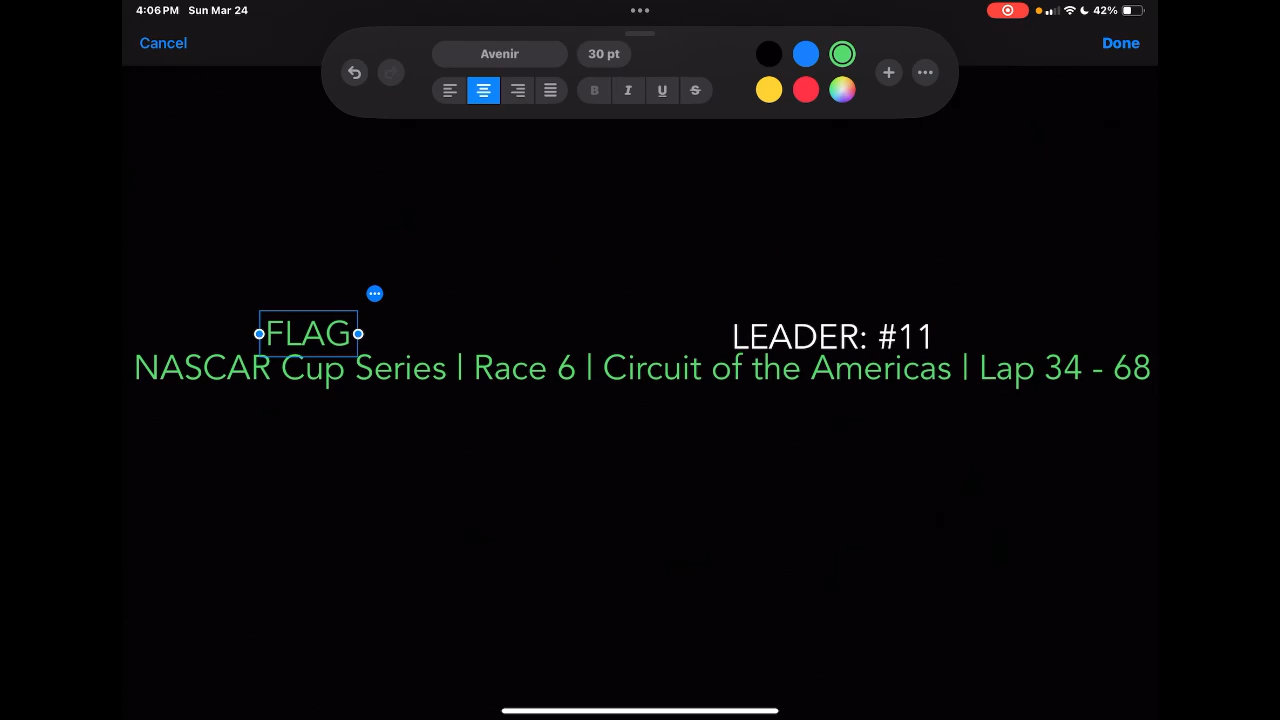 4:06 PM Sun Mar 24
42%
Cancel
Avenir
30 pt
Done
B I U S
FLAG
LEADER: #11
NASCAR Cup Series | Race 6 | Circuit of the Americas | Lap 34 - 68